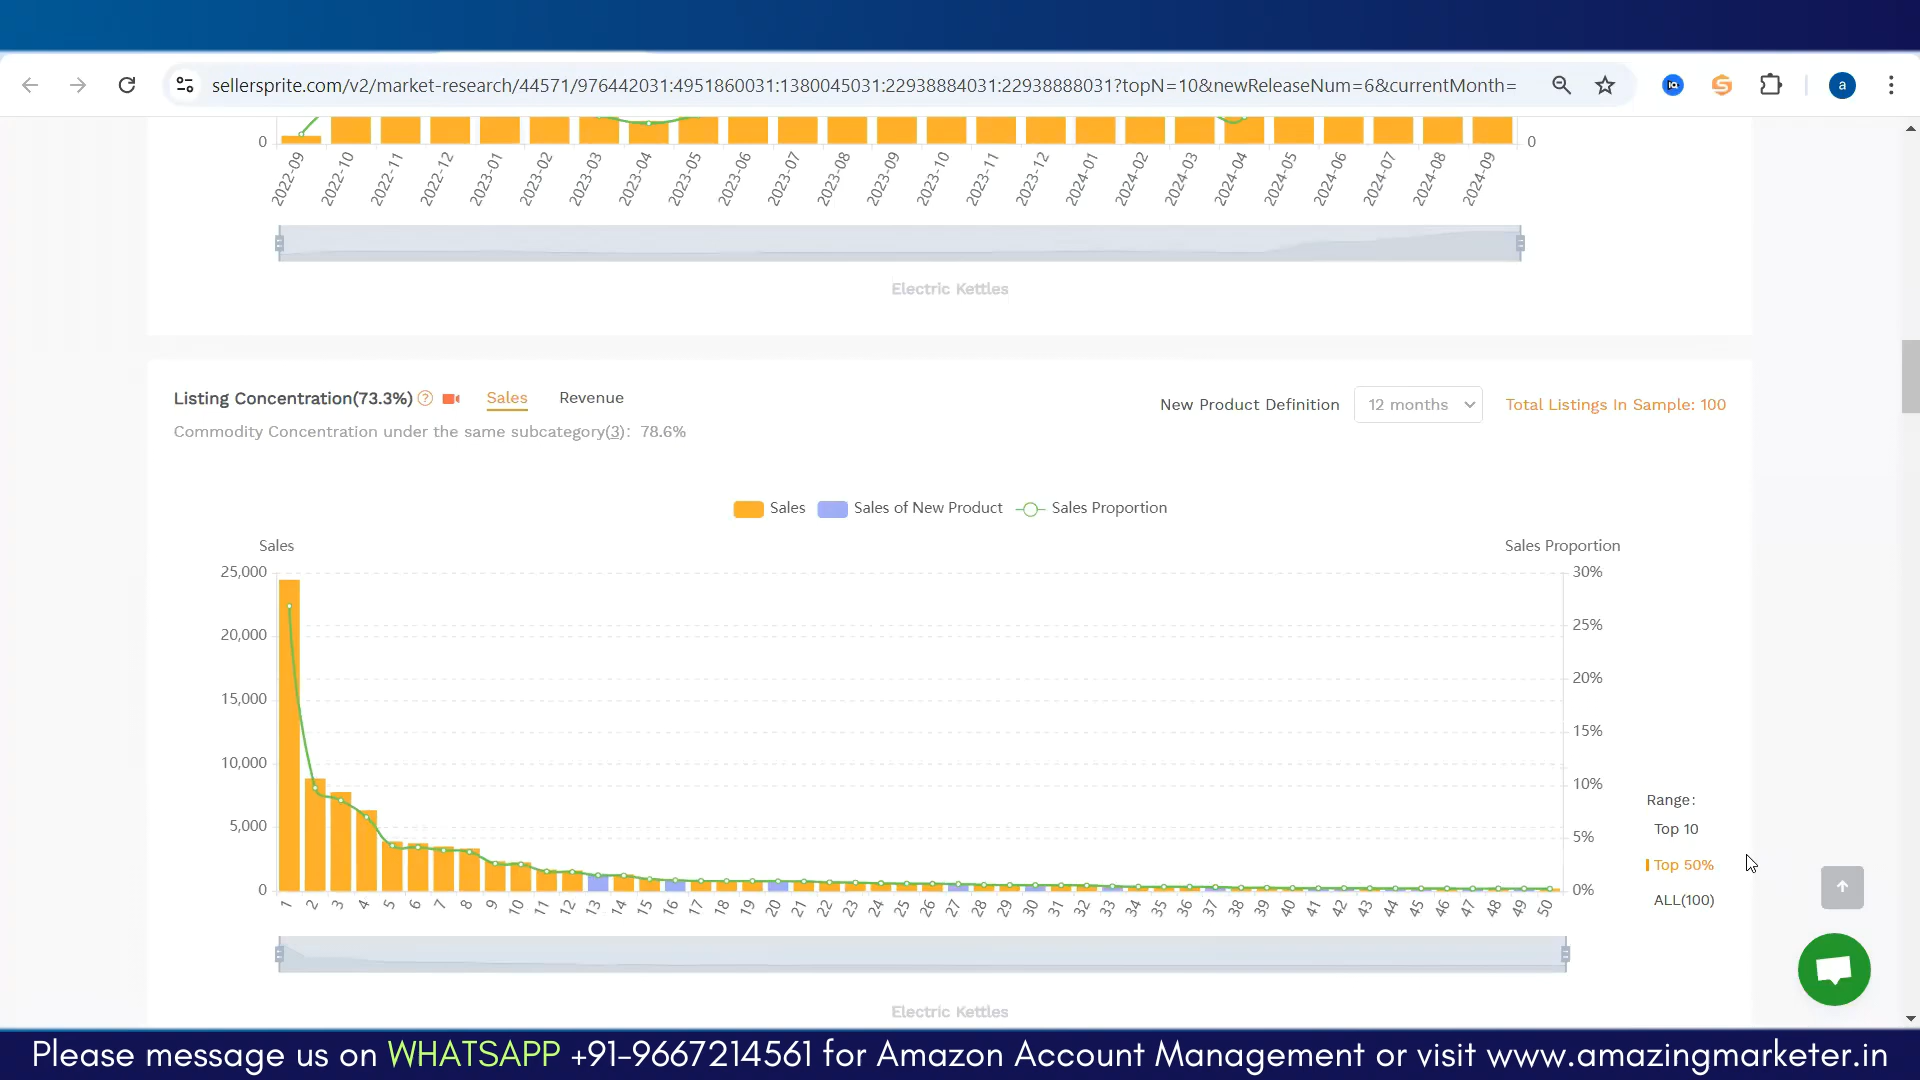 sellersprite.com/v2/market-research/44571/976442031:4951860031:1380045031:22938884031:22938888031?topN=10&newReleaseNum=6&currentMonth=
a
0 0
2022-09 2022-10 2022-11 2022-12 2023-01 2023-02 2023-03 2023-04 2023-05 2023-06 2023-07 2023-08 2023-09 2023-10 2023-11 2023-12 2024-01 2024-02 2024-03 2024-04 2024-05 2024-06 2024-07 2024-08 2024-09
Electric Kettles
Listing Concentration(73.3%) ? Sales Revenue New Product Definition 12 months Total Listings In Sample: 100
Commodity Concentration under the same subcategory(3): 78.6%
Sales Sales of New Product Sales Proportion
Sales Sales Proportion
25,000 30%
25%
20,000
20%
15,000
15%
10,000
10%
5,000
5%
0 0%
1 2 3 4 5 6 7 8 9 10 11 12 13 14 15 16 17 18 19 20 21 22 23 24 25 26 27 28 29 30 31 32 33 34 35 36 37 38 39 40 41 42 43 44 45 46 47 48 49 50
Range:
Top 10
Top 50%
ALL(100)
Electric Kettles
Please message us on WHATSAPP +91-9667214561 for Amazon Account Management or visit www.amazingmarketer.in